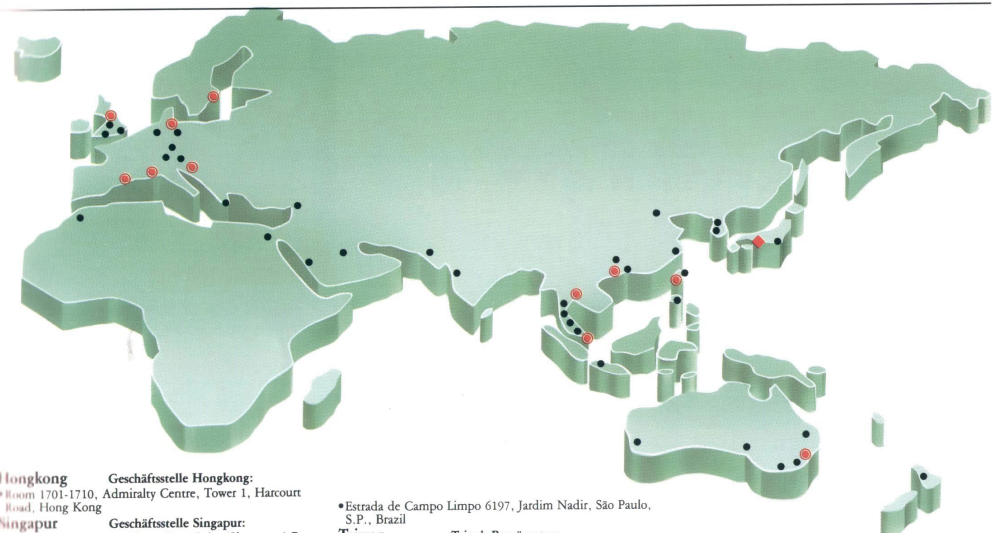 Hongkong Geschäftsstelle Hongkong:
Room 1701-1710, Admiralty Centre, Tower 1, Harcourt
Road, Hong Kong
Singapur Geschäftsstelle Singapur:
•Estrada de Campo Limpo 6197, Jardim Nadir, São Paulo,
S.P., Brazil